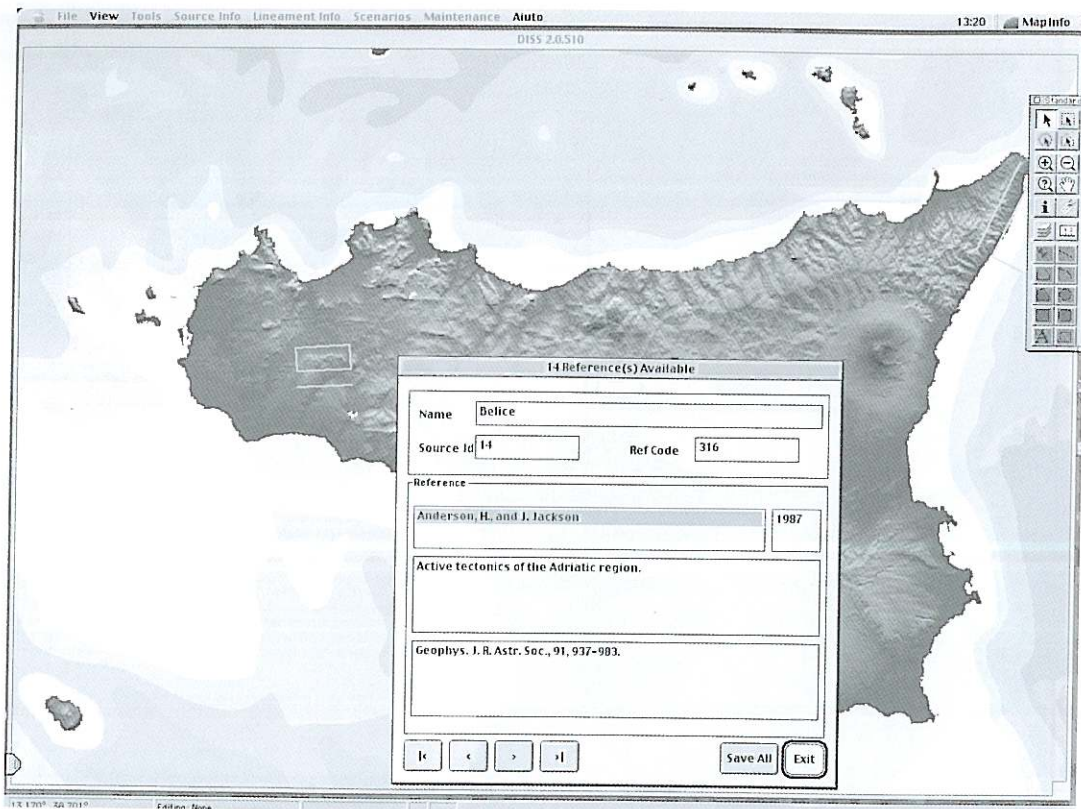 File View Tools Source Info Lineament Info Scenarios Maintenance Aiuto 13:20 MapInfo
DISS 2.0.510
Standar
14 Reference(s) Available
Name Belice
Source Id 14 Ref Code 316
Reference
Anderson, H., and J. Jackson 1987
Active tectonics of the Adriatic region.
Geophys. J. R. Astr. Soc., 91, 937-983.
Save All Exit
Editing: None